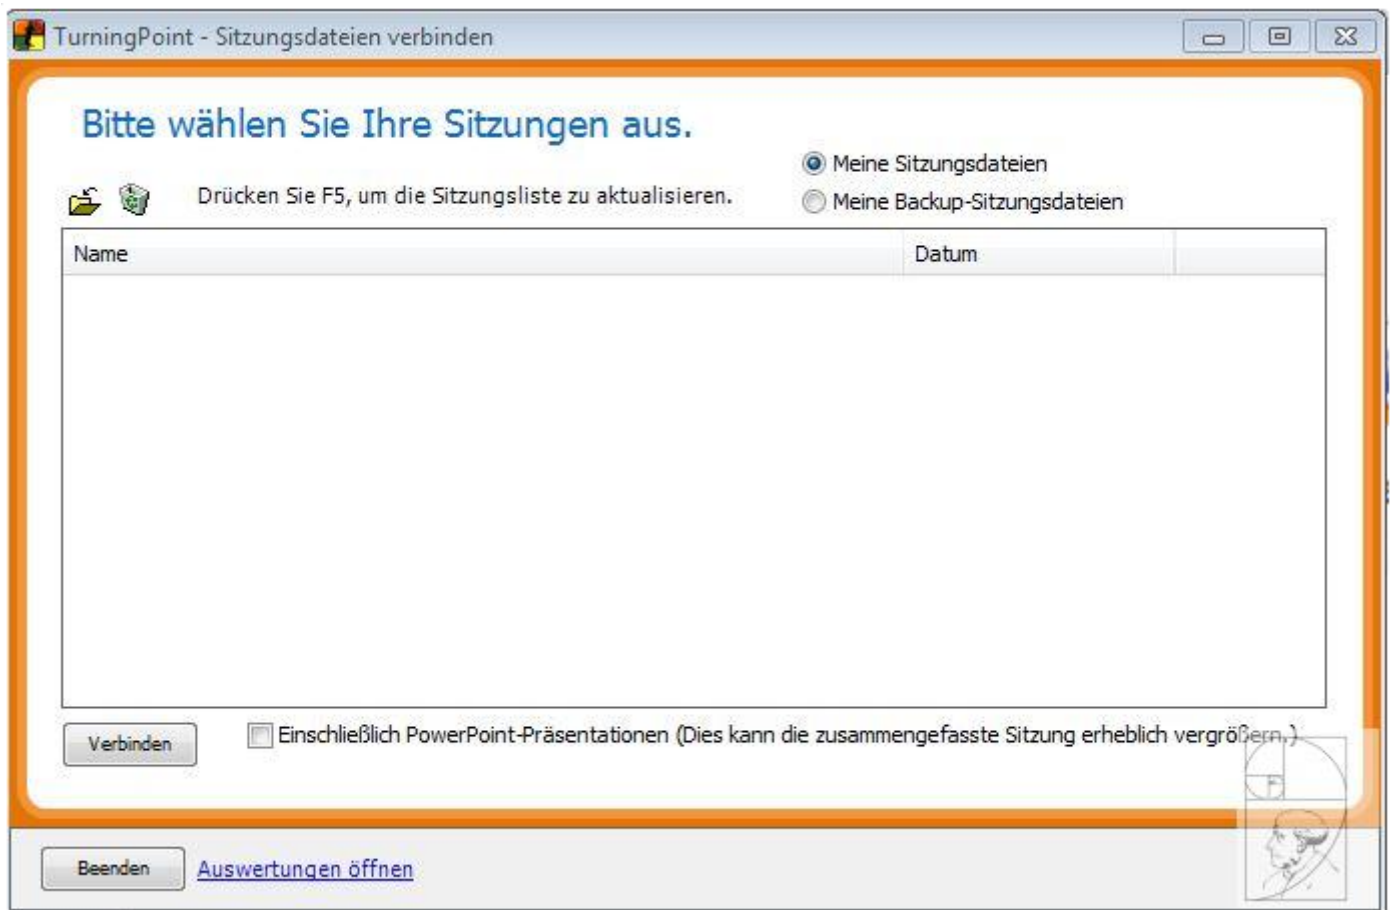 TurningPoint - Sitzungsdateien verbinden
Bitte wählen Sie Ihre Sitzungen aus.
Meine Sitzungsdateien
Drücken Sie F5, um die Sitzungsliste zu aktualisieren.
Meine Backup-Sitzungsdateien
Name Datum
Verbinden
Einschließlich PowerPoint-Präsentationen (Dies kann die zusammengefasste Sitzung erheblich vergrößern.)
Beenden Auswertungen öffnen